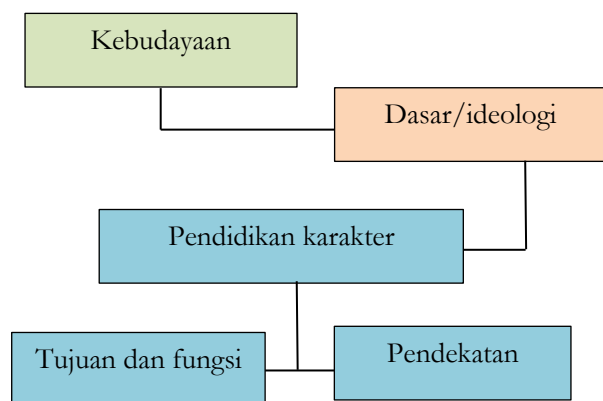 Kebudayaan
Dasar/ideologi
Pendidikan karakter
Tujuan dan fungsi
Pendekatan